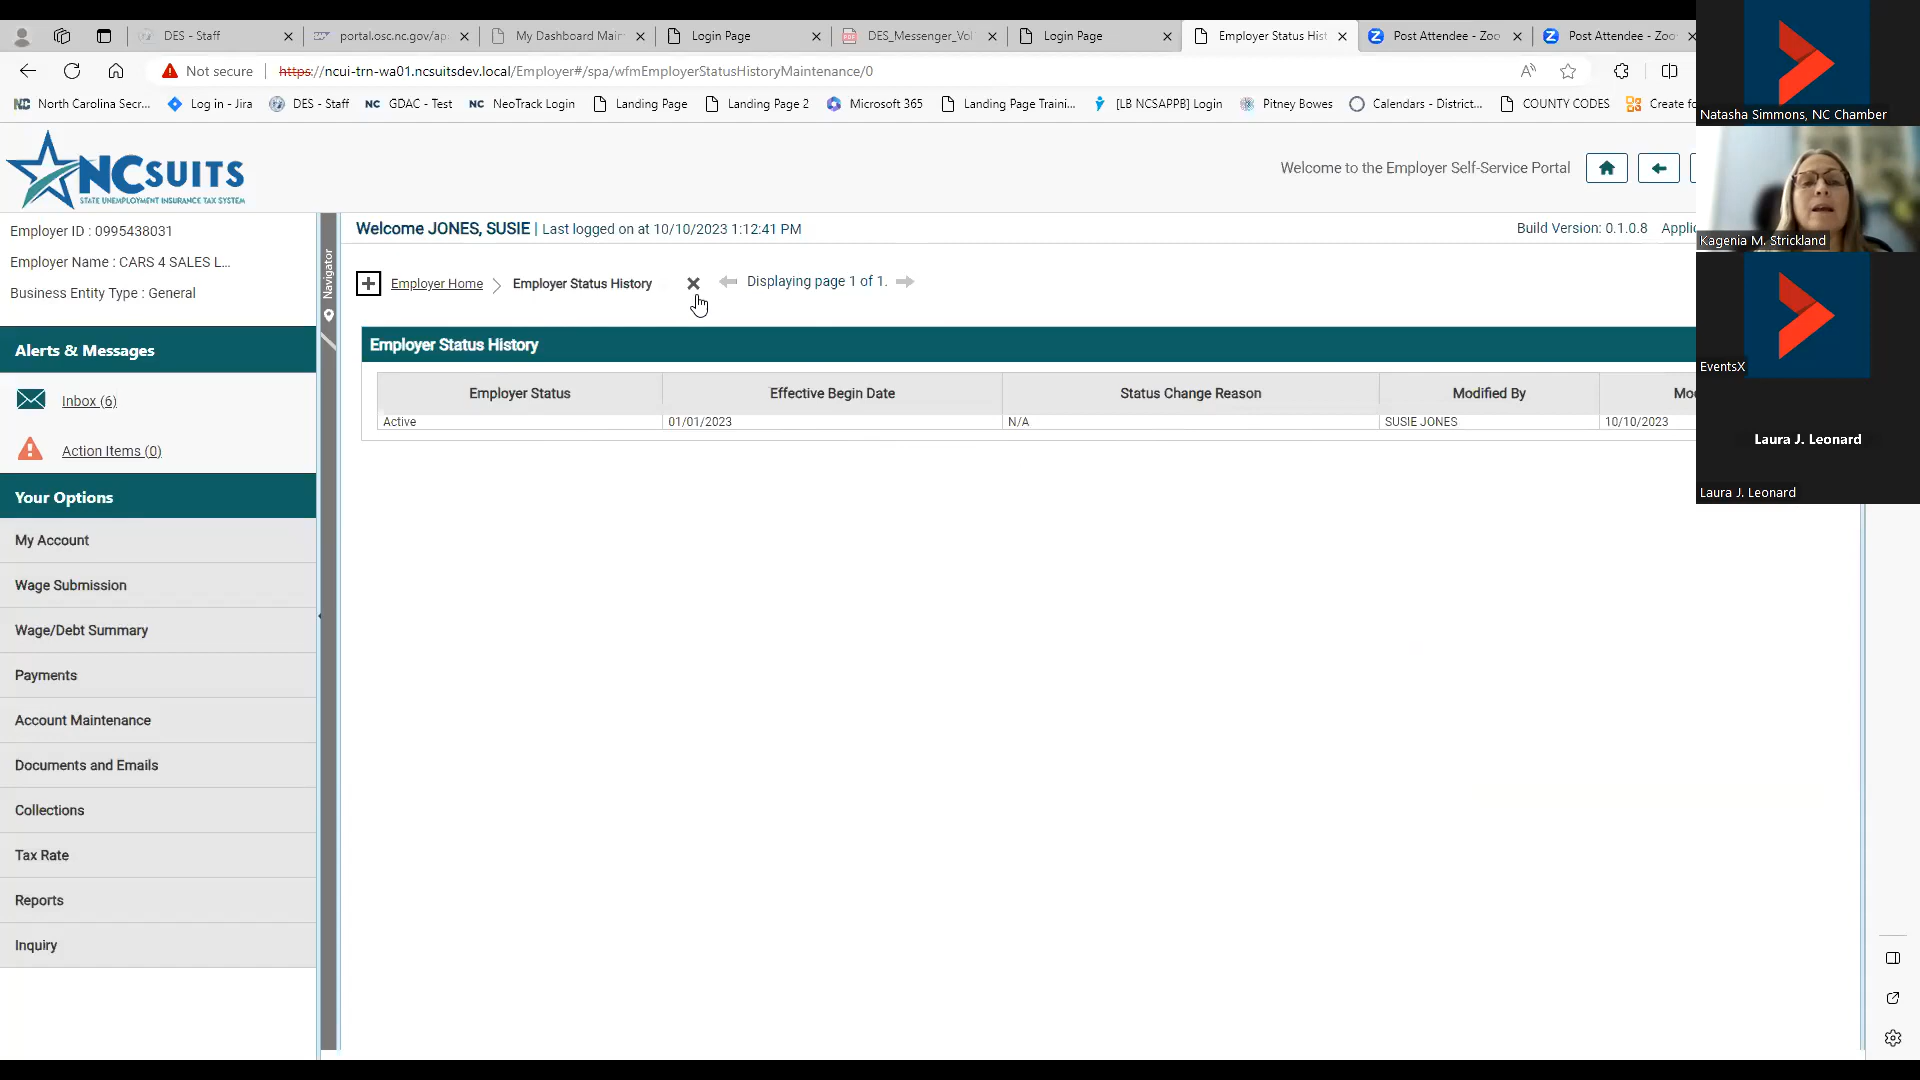 DES - Staff
portal.osc.nc.gov/ap
My Dashboard Main
Login Page
DES_Messenger_Vol
Login Page
Employer Status Hist
Post Attendee - Zoo
Post Attendee - Zoo
Not secure
https://ncui-trn-wa01.ncsuitsdev.local/Employer#/spa/wfmEmployerStatusHistoryMaintenance/0
North Carolina Secr...
Log in - Jira
DES - Staff
NC GDAC - Test
NC NeoTrack Login
Landing Page
Landing Page 2
Microsoft 365
Landing Page Traini...
[LB NCSAPPB] Login
Pitney Bowes
Calendars - District...
COUNTY CODES
Create fo
Natasha Simmons, NC Chamber
NCSUITS
STATE UNEMPLOYMENT INSURANCE TAX SYSTEM
Welcome to the Employer Self-Service Portal
Kagenia M. Strickland
Employer ID : 0995438031
Employer Name : CARS 4 SALES L...
Business Entity Type : General
Navigator
Welcome JONES, SUSIE | Last logged on at 10/10/2023 1:12:41 PM
Build Version: 0.1.0.8
Applic
Employer Home
Employer Status History
Displaying page 1 of 1.
Employer Status History
Employer Status
Effective Begin Date
Status Change Reason
Modified By
Mo
Active
01/01/2023
N/A
SUSIE JONES
10/10/2023
EventsX
Laura J. Leonard
Laura J. Leonard
Alerts & Messages
Inbox (6)
Action Items (0)
Your Options
My Account
Wage Submission
Wage/Debt Summary
Payments
Account Maintenance
Documents and Emails
Collections
Tax Rate
Reports
Inquiry